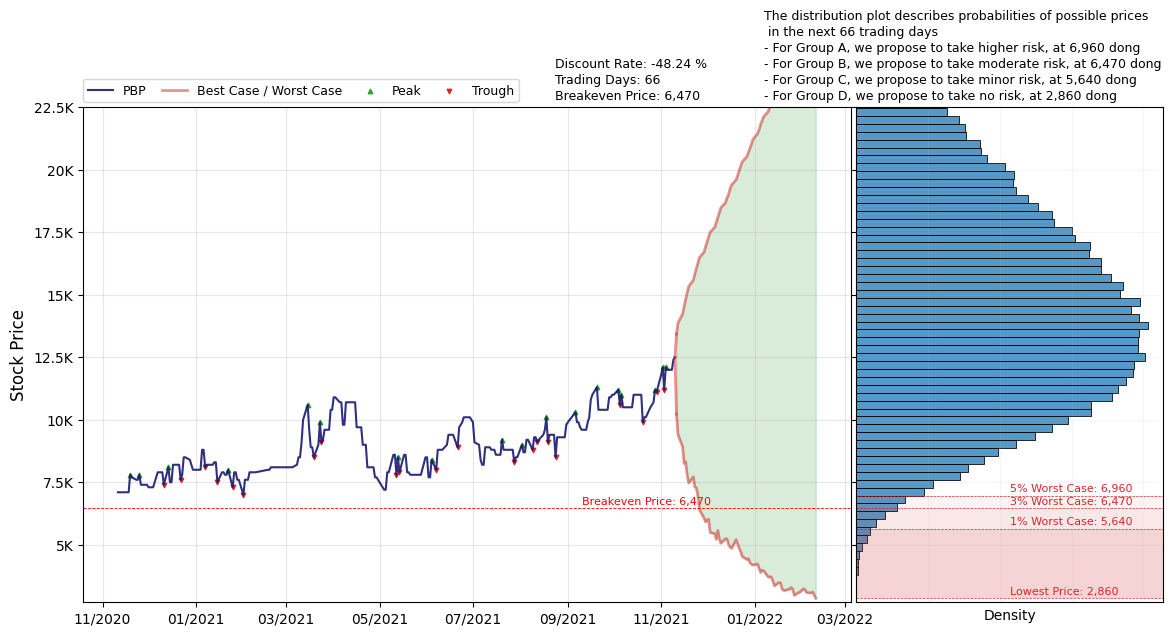 The distribution plot describes probabilities of possible prices
in the next 66 trading days
- For Group A, we propose to take higher risk, at 6,960 dong
- For Group B, we propose to take moderate risk, at 6,470 dong
- For Group C, we propose to take minor risk, at 5,640 dong
- For Group D, we propose to take no risk, at 2,860 dong
Discount Rate: -48.24 %
Trading Days: 66
Breakeven Price: 6,470
PBP
Best Case / Worst Case
Peak
Trough
22.5K
20K
17.5K
15K
12.5K
10K
7.5K
5K
Stock Price
Breakeven Price: 6,470
5% Worst Case: 6,960
3% Worst Case: 6,470
1% Worst Case: 5,640
Lowest Price: 2,860
11/2020
01/2021
03/2021
05/2021
07/2021
09/2021
11/2021
01/2022
03/2022
Density